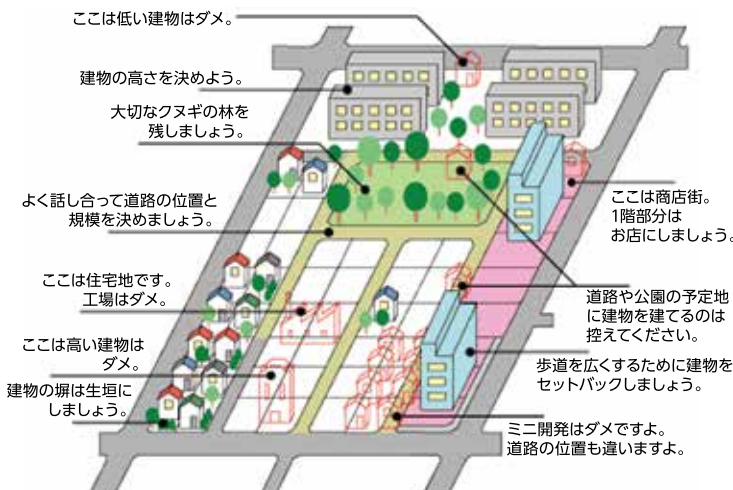 ここは低い建物はダメ。
建物の高さを決めよう。
大切なクヌギの林を
残しましょう。
よく話し合って道路の位置と
規模を決めましょう。
ここは住宅地です。
工場はダメ。
ここは高い建物は
ダメ。
建物の塀は生垣に
しましょう。
ここは商店街。
1階部分は
お店にしましょう。
道路や公園の予定地
に建物を建てるのは
控えてください。
歩道を広くするために建物を
セットバックしましょう。
ミニ開発はダメですよ。
道路の位置も違いますよ。